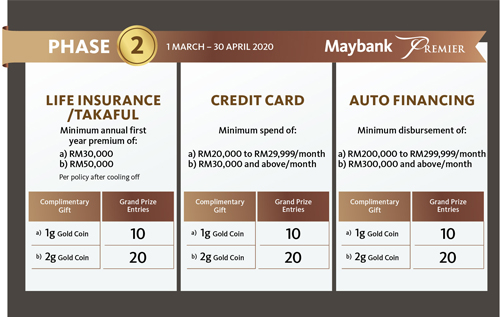 PHASE 2 1 MARCH – 30 APRIL 2020 Maybank PREMIER
LIFE INSURANCE
/TAKAFUL
Minimum annual first
year premium of:
a) RM30,000
b) RM50,000
Per policy after cooling off
Complimentary
Gift
Grand Prize
Entries
a) 1g Gold Coin 10
b) 2g Gold Coin 20
CREDIT CARD
Minimum spend of:
a) RM20,000 to RM29,999/month
b) RM30,000 and above/month
Complimentary
Gift
Grand Prize
Entries
a) 1g Gold Coin 10
b) 2g Gold Coin 20
AUTO FINANCING
Minimum disbursement of:
a) RM200,000 to RM299,999/month
b) RM300,000 and above/month
Complimentary
Gift
Grand Prize
Entries
a) 1g Gold Coin 10
b) 2g Gold Coin 20